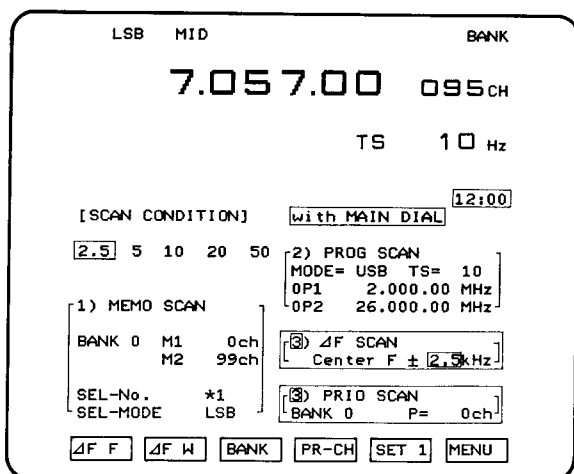 LSB MID BANK
7.057.00 095CH
TS 10 Hz
12:00
[SCAN CONDITION] with MAIN DIAL
2.5 5 10 20 50
2) PROG SCAN
MODE= USB TS= 10
0P1 2.000.00 MHz
0P2 26.000.00 MHz
1) MEMO SCAN
BANK 0 M1 0ch
M2 99ch
SEL-No. *1
SEL-MODE LSB
3) ⊿F SCAN
Center F ± 2.5kHz
3) PRIO SCAN
BANK 0 P= 0ch
⊿F F ⊿F W BANK PR-CH SET 1 MENU